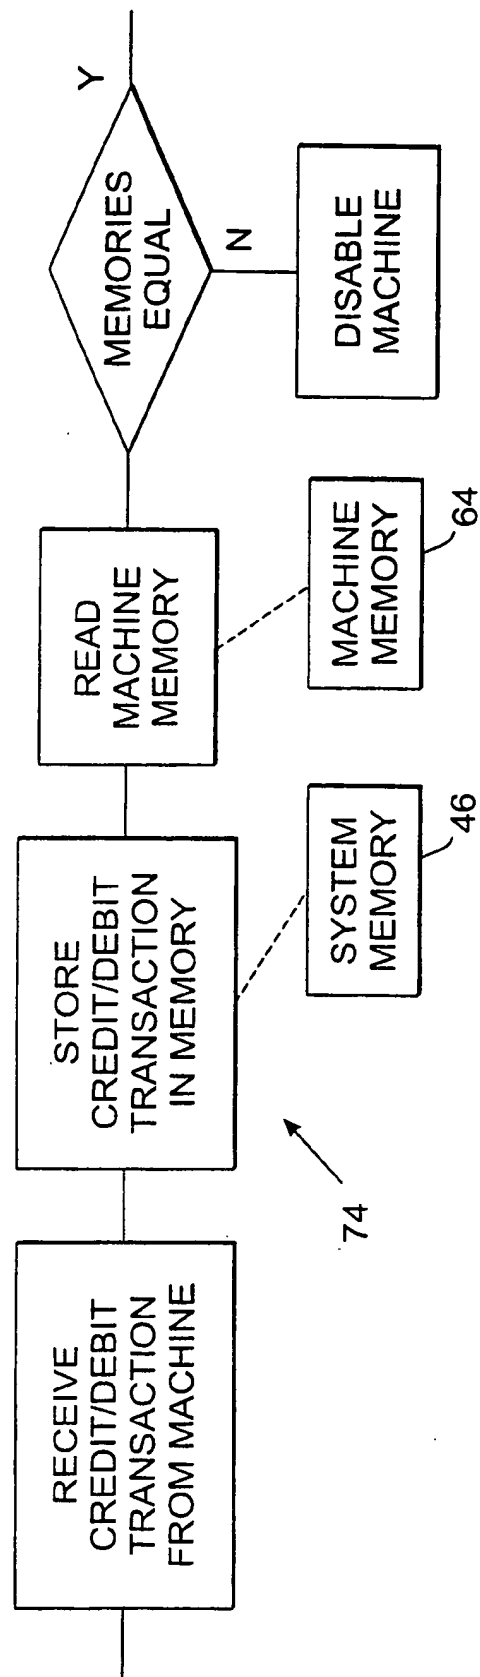 RECEIVE
CREDIT/DEBIT
TRANSACTION
FROM MACHINE
STORE
CREDIT/DEBIT
TRANSACTION
IN MEMORY
READ
MACHINE
MEMORY
MEMORIES
EQUAL
Y
N
DISABLE
MACHINE
SYSTEM
MEMORY
46
MACHINE
MEMORY
64
74